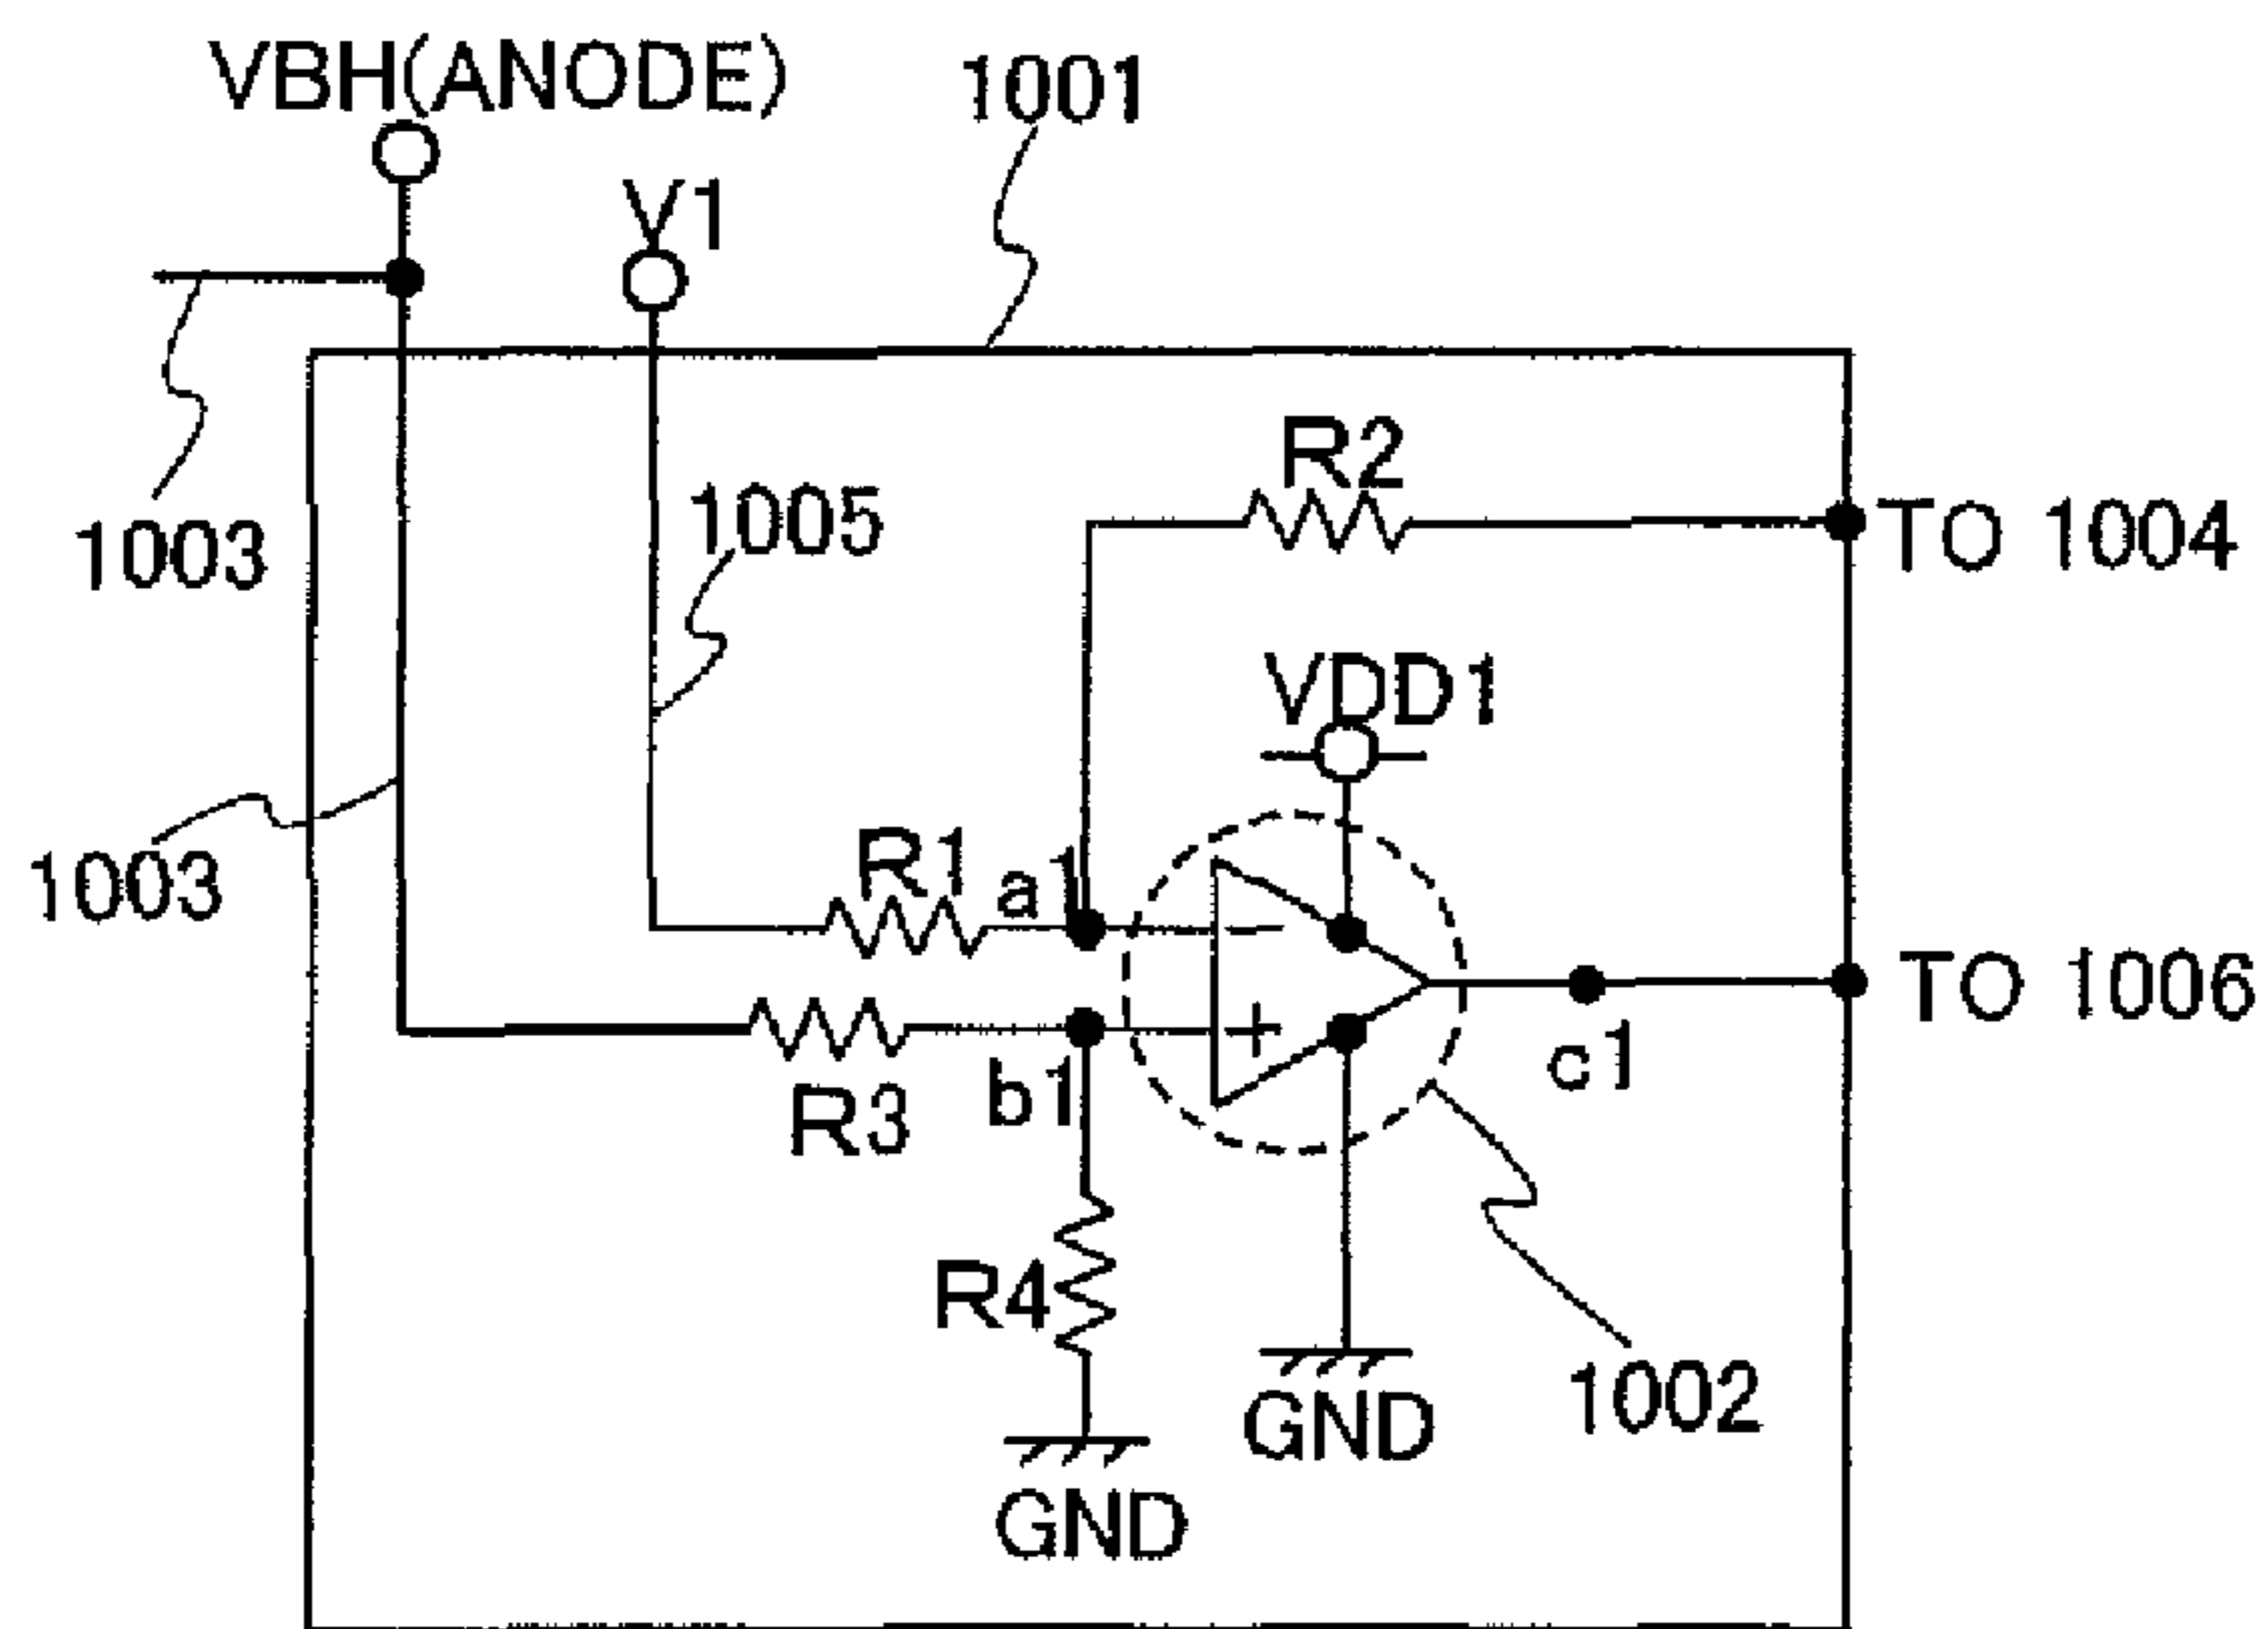 VBH(ANODE)
1001
V1
R2
1003
1005
TO 1004
VDD1
R1
a1
1003
−
+
TO 1006
b1
c1
R3
R4
1002
GND
GND